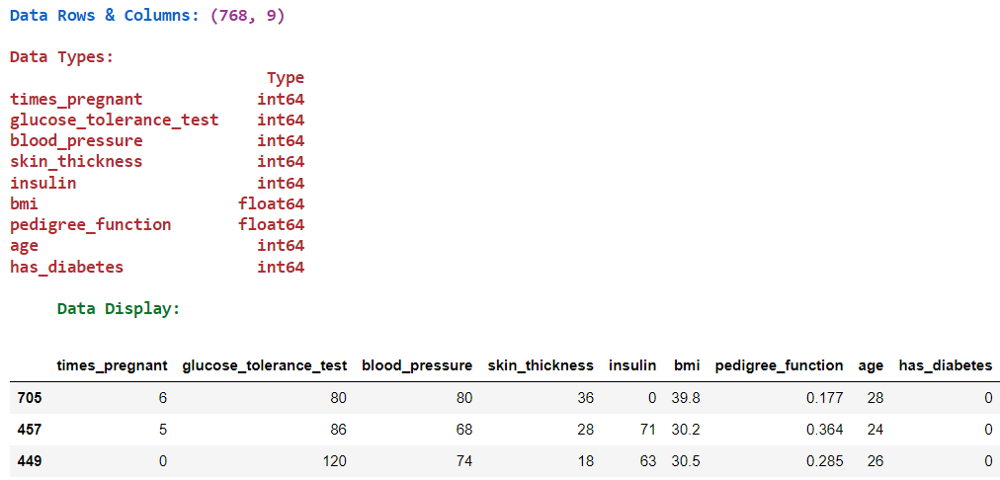 Data Rows & Columns: (768, 9)
Data Types:
Type
times_pregnant int64
glucose_tolerance_test int64
blood_pressure int64
skin_thickness int64
insulin int64
bmi float64
pedigree_function float64
age int64
has_diabetes int64
Data Display:
times_pregnant glucose_tolerance_test blood_pressure skin_thickness insulin bmi pedigree_function age has_diabetes
705 6 80 80 36 0 39.8 0.177 28 0
457 5 86 68 28 71 30.2 0.364 24 0
449 0 120 74 18 63 30.5 0.285 26 0